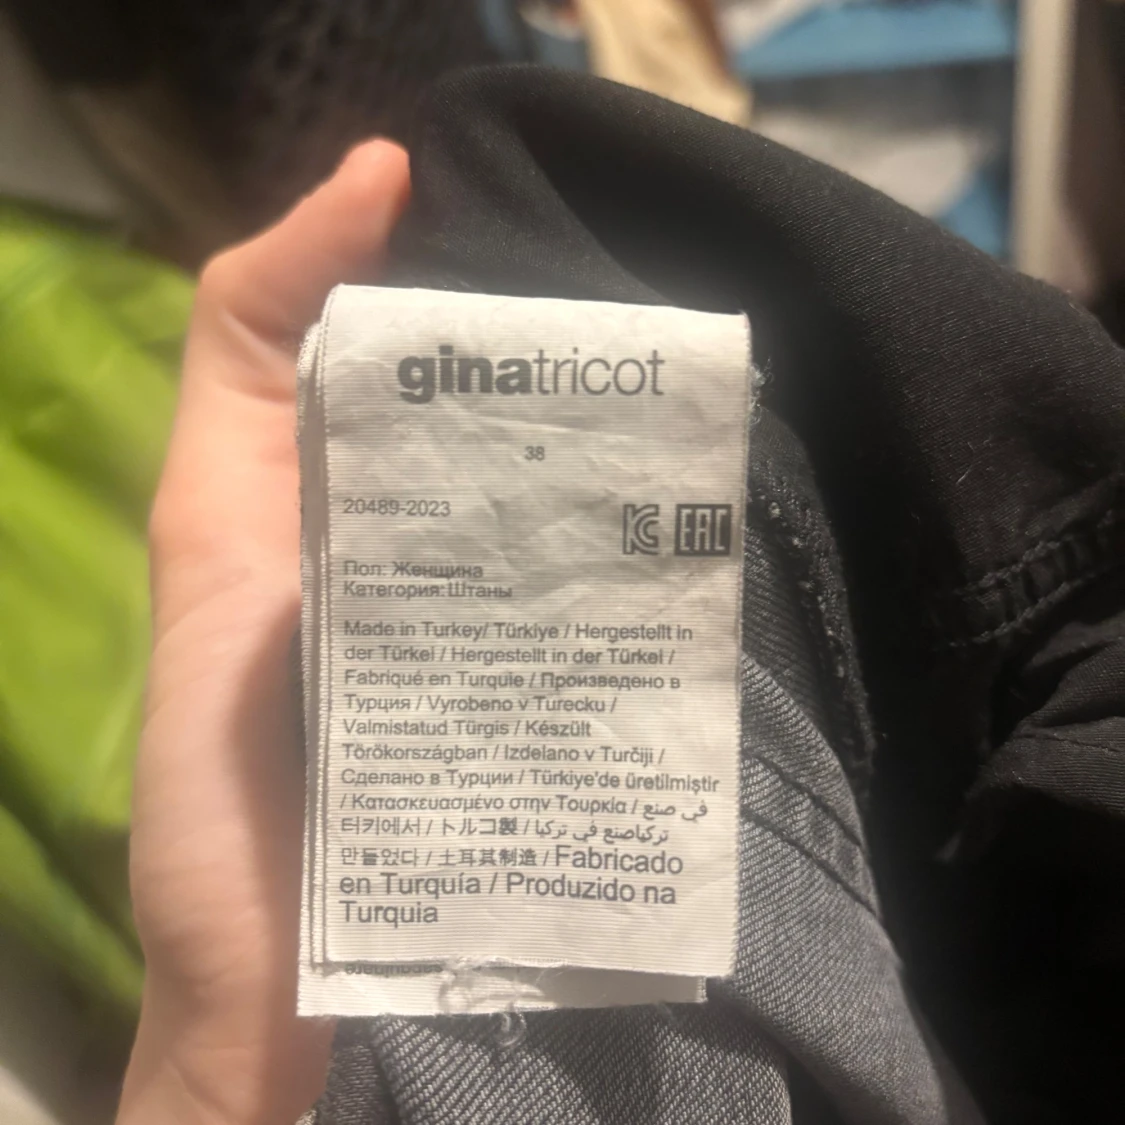 ginatricot
38
20489-2023
KC EAC
Пол: Женщина
Категория:Штаны
Made in Turkey/ Türkiye / Hergestellt in
der Türkei / Hergestellt in der Türkei /
Fabriqué en Turquie / Произведено в
Турция / Vyrobeno v Turecku /
Valmistatud Türgis / Készült
Törökországban / Izdelano v Turčiji /
Сделано в Турции / Türkiye'de üretilmiştir
/ Κατασκευασμένο στην Τουρκία / صنع في
터키에서 / トルコ製 / تركياصنع في تركيا
만들었다 / 土耳其制造 / Fabricado
en Turquía / Produzido na
Turquia